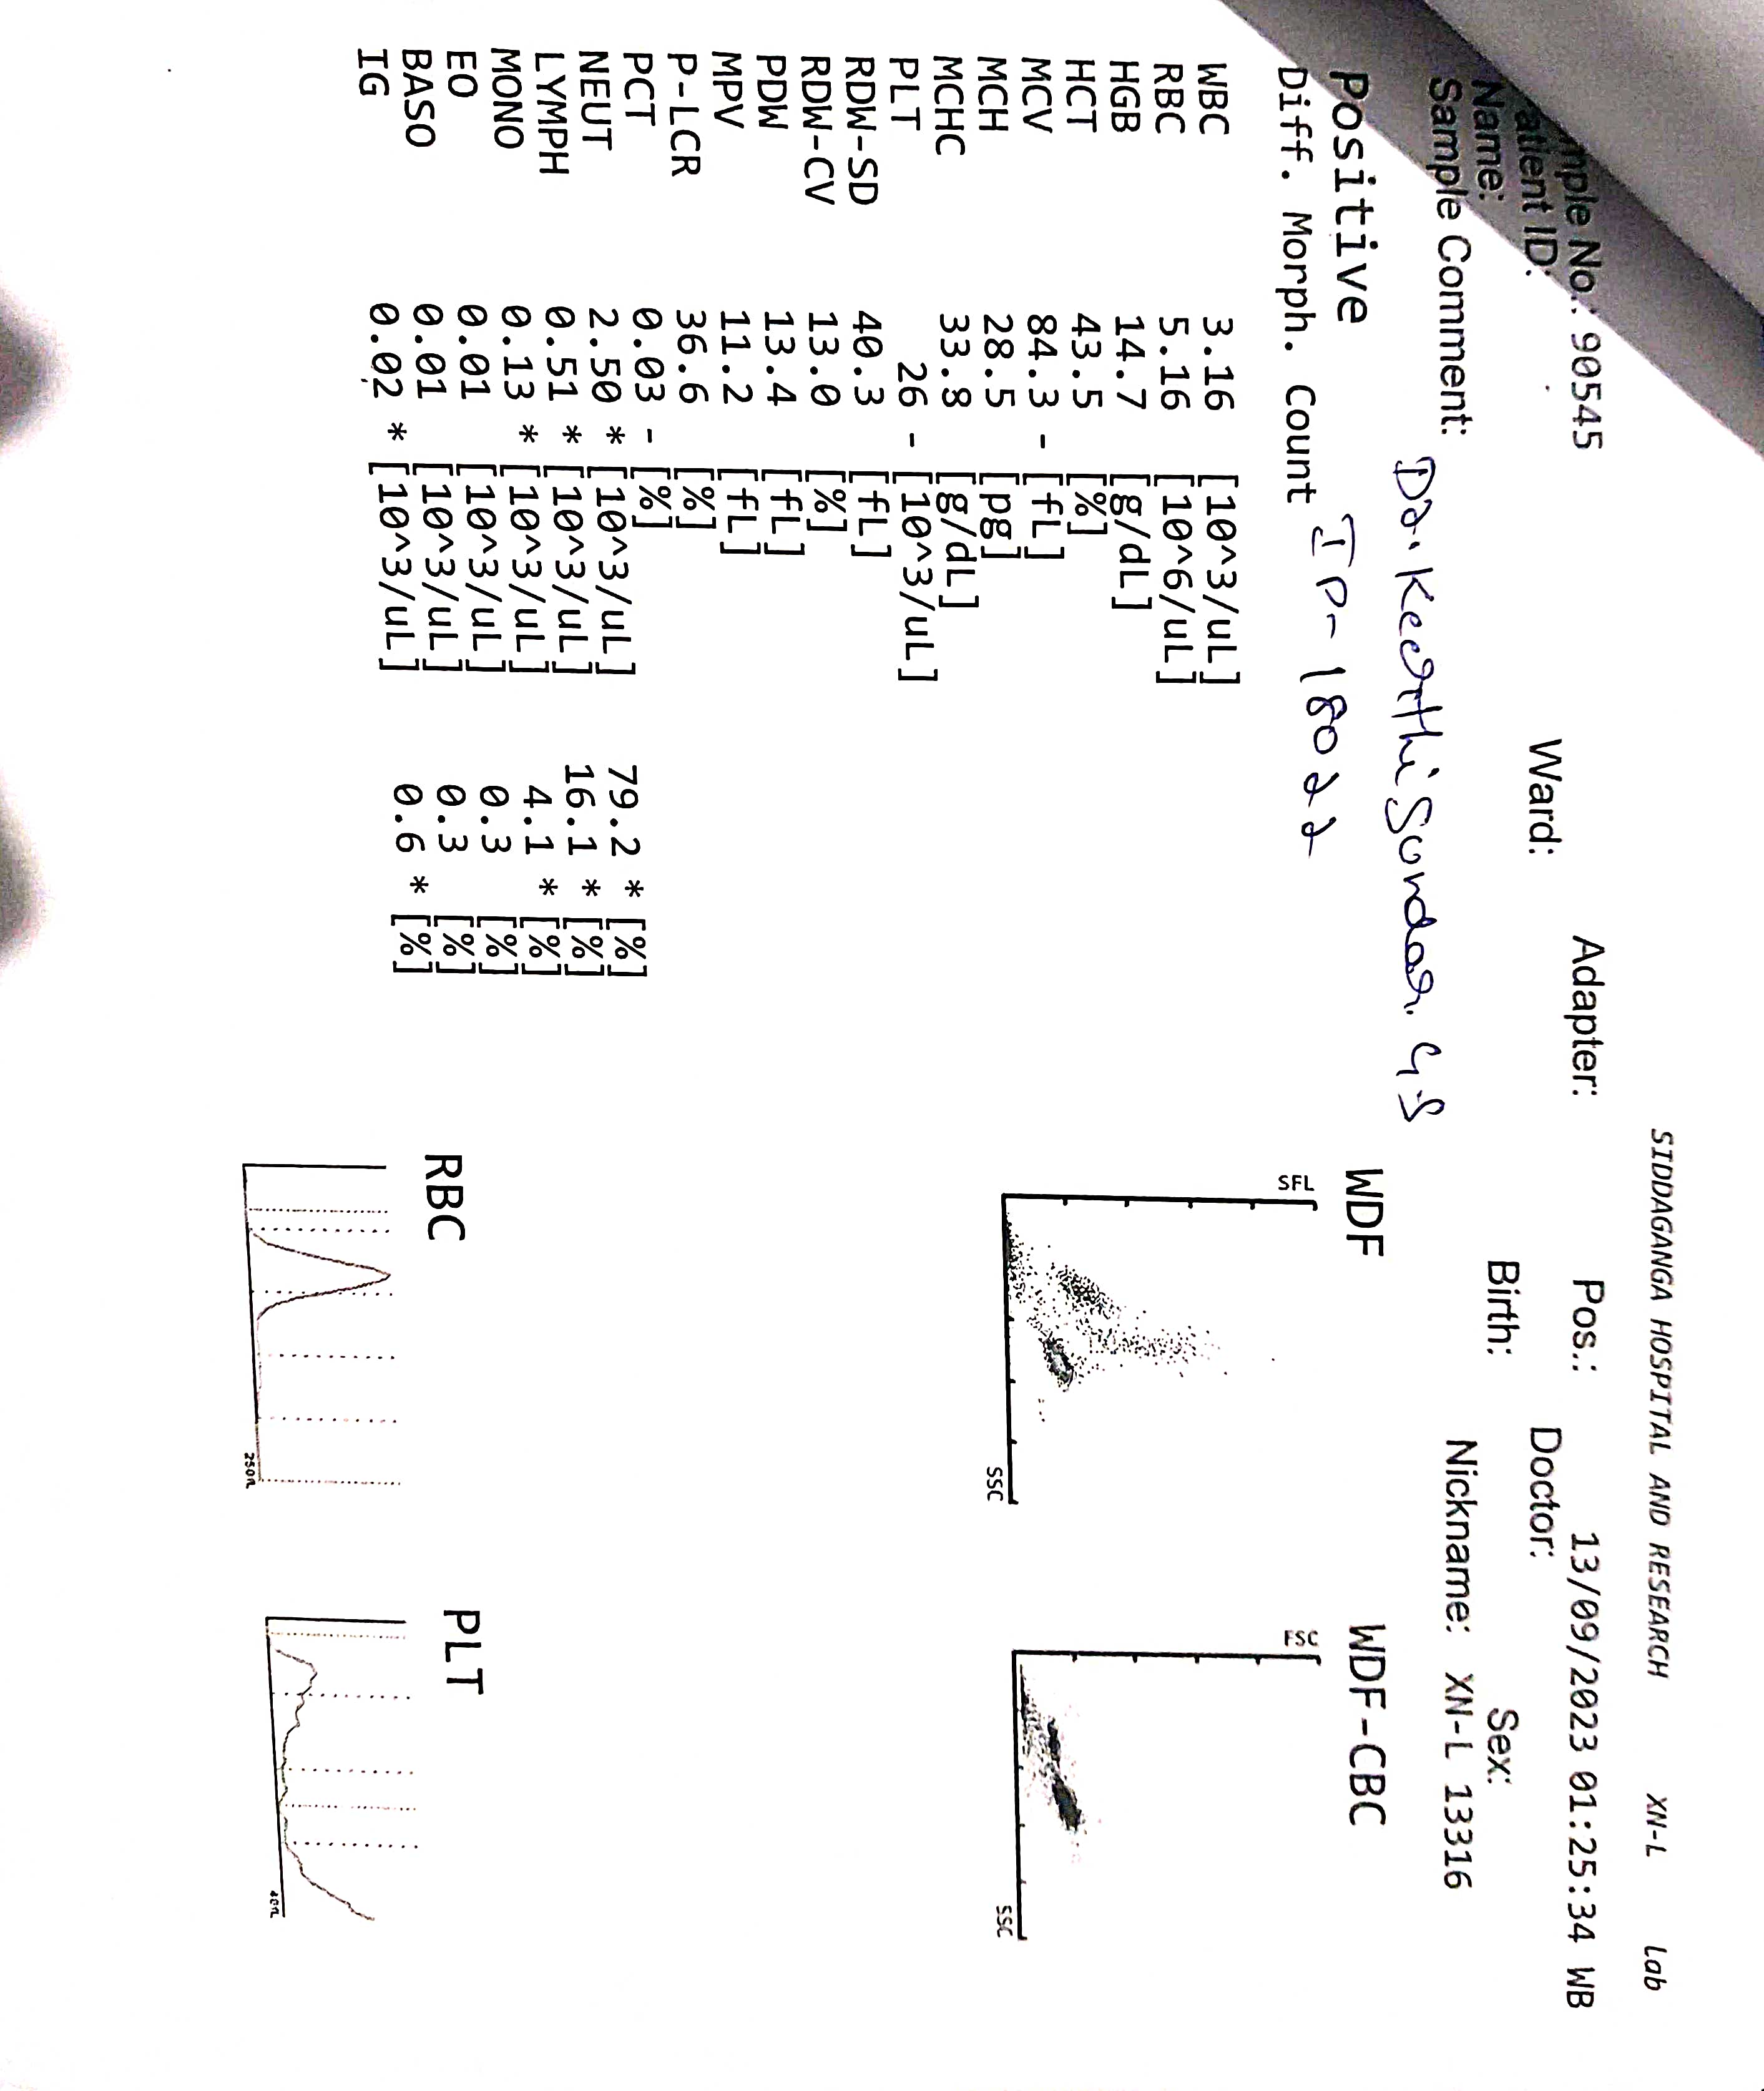 SIDDAGANGA HOSPITAL AND RESEARCH XN-L Lab
mple No.: 90545 Adapter: Pos.: 13/09/2023 01:25:34 WB
atient ID: Ward: Doctor:
Name: Birth: Sex:
Sample Comment: Nickname: XN-L 13316
Dr. Keerthi Sundar. G.S
Positive
IP-18022
Diff. Morph. Count
WBC 3.16 [10^3/uL]
RBC 5.16 [10^6/uL]
HGB 14.7 [g/dL]
HCT 43.5 [%]
MCV 84.3 - [fL]
MCH 28.5 [pg]
MCHC 33.8 [g/dL]
PLT 26 - [10^3/uL]
RDW-SD 40.3 [fL]
RDW-CV 13.0 [%]
PDW 13.4 [fL]
MPV 11.2 [fL]
P-LCR 36.6 [%]
PCT 0.03 - [%]
NEUT 2.50 * [10^3/uL] 79.2 * [%]
LYMPH 0.51 * [10^3/uL] 16.1 * [%]
MONO 0.13 * [10^3/uL] 4.1 * [%]
EO 0.01 [10^3/uL] 0.3 [%]
BASO 0.01 [10^3/uL] 0.3 [%]
IG 0.02 * [10^3/uL] 0.6 * [%]
WDF
SFL
SSC
WDF-CBC
FSC
SSC
RBC
250fL
PLT
40fL